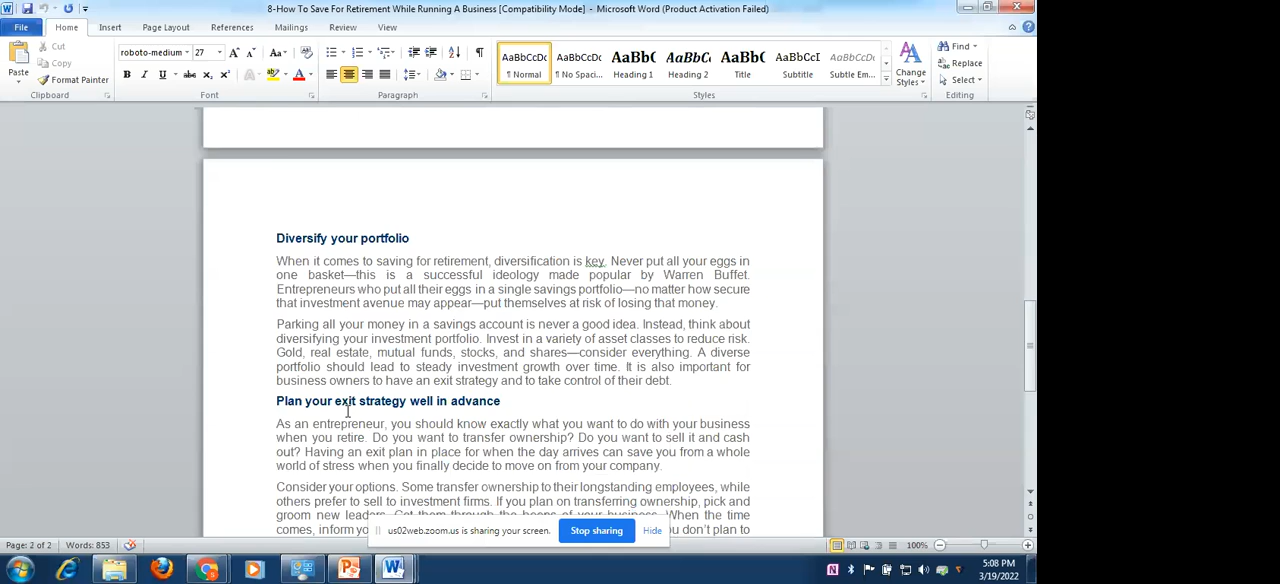 8-How To Save For Retirement While Running A Business [Compatibility Mode] - Microsoft Word (Product Activation Failed)
File Home Insert Page Layout References Mailings Review View
Paste
Cut
Copy
Format Painter
Clipboard
roboto-medium 27
Font
Paragraph
AaBbCcDc AaBbCcDc AaBbC AaBbCc AaBb AaBbCcI AaBbCcDc
¶ Normal ¶ No Spaci... Heading 1 Heading 2 Title Subtitle Subtle Em...
Change
Styles
Styles
Find
Replace
Select
Editing
Diversify your portfolio
When it comes to saving for retirement, diversification is key. Never put all your eggs in
one basket—this is a successful ideology made popular by Warren Buffet.
Entrepreneurs who put all their eggs in a single savings portfolio—no matter how secure
that investment avenue may appear—put themselves at risk of losing that money.
Parking all your money in a savings account is never a good idea. Instead, think about
diversifying your investment portfolio. Invest in a variety of asset classes to reduce risk.
Gold, real estate, mutual funds, stocks, and shares—consider everything. A diverse
portfolio should lead to steady investment growth over time. It is also important for
business owners to have an exit strategy and to take control of their debt.
Plan your exit strategy well in advance
As an entrepreneur, you should know exactly what you want to do with your business
when you retire. Do you want to transfer ownership? Do you want to sell it and cash
out? Having an exit plan in place for when the day arrives can save you from a whole
world of stress when you finally decide to move on from your company.
Consider your options. Some transfer ownership to their longstanding employees, while
others prefer to sell to investment firms. If you plan on transferring ownership, pick and
groom new leaders. Get them through the hoops of your business. When the time
comes, inform yo
u don't plan to
us02web.zoom.us is sharing your screen. Stop sharing Hide
Page: 2 of 2 Words: 853 100%
5:08 PM
3/19/2022